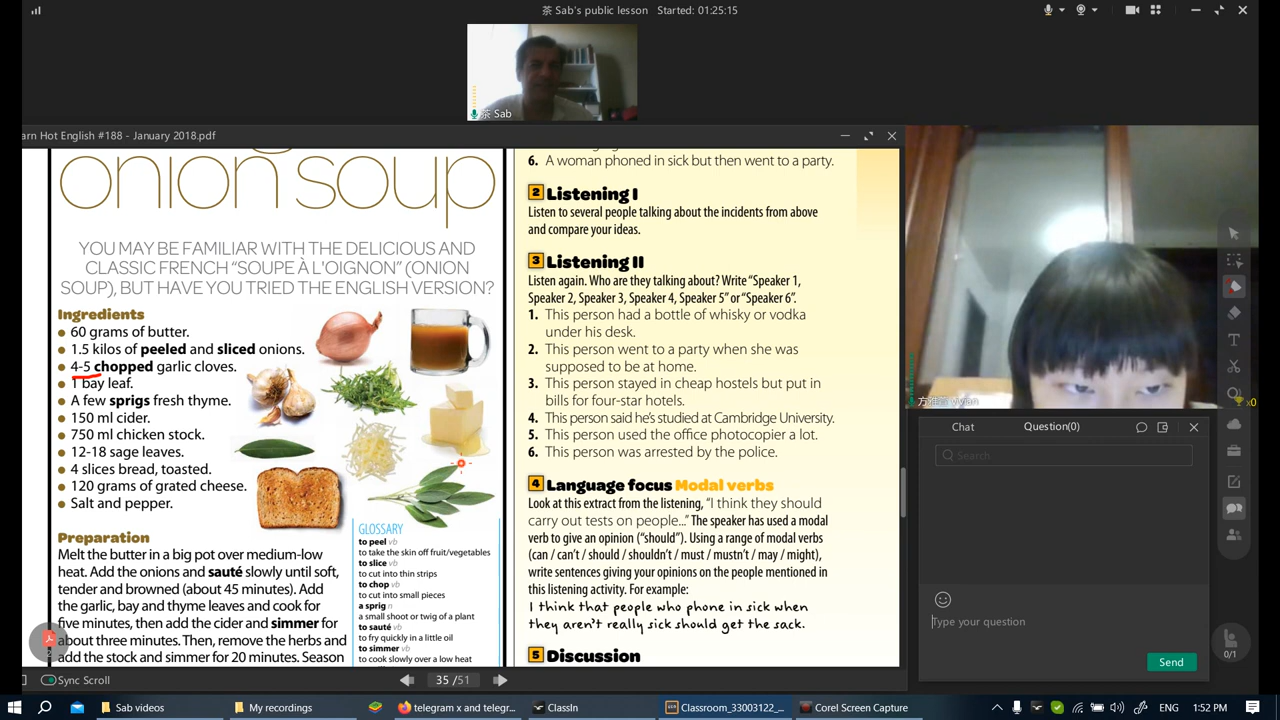 茶 Sab's public lesson Started: 01:25:15
茶 Sab
arn Hot English #188 - January 2018.pdf
onion soup
YOU MAY BE FAMILIAR WITH THE DELICIOUS AND
CLASSIC FRENCH “SOUPE À L'OIGNON” (ONION
SOUP), BUT HAVE YOU TRIED THE ENGLISH VERSION?
Ingredients
60 grams of butter.
1.5 kilos of peeled and sliced onions.
4-5 chopped garlic cloves.
1 bay leaf.
A few sprigs fresh thyme.
150 ml cider.
750 ml chicken stock.
12-18 sage leaves.
4 slices bread, toasted.
120 grams of grated cheese.
Salt and pepper.
Preparation
Melt the butter in a big pot over medium-low
heat. Add the onions and sauté slowly until soft,
tender and browned (about 45 minutes). Add
the garlic, bay and thyme leaves and cook for
five minutes, then add the cider and simmer for
about three minutes. Then, remove the herbs and
add the stock and simmer for 20 minutes. Season
GLOSSARY
to peel vb
to take the skin off fruit/vegetables
to slice vb
to cut into thin strips
to chop vb
to cut into small pieces
a sprig n
a small shoot or twig of a plant
to sauté vb
to fry quickly in a little oil
to simmer vb
to cook slowly over a low heat
6. A woman phoned in sick but then went to a party.
2 Listening I
Listen to several people talking about the incidents from above
and compare your ideas.
3 Listening II
Listen again. Who are they talking about? Write “Speaker 1,
Speaker 2, Speaker 3, Speaker 4, Speaker 5” or “Speaker 6”.
1. This person had a bottle of whisky or vodka
under his desk.
2. This person went to a party when she was
supposed to be at home.
3. This person stayed in cheap hostels but put in
bills for four-star hotels.
4. This person said he’s studied at Cambridge University.
5. This person used the office photocopier a lot.
6. This person was arrested by the police.
4 Language focus Modal verbs
Look at this extract from the listening, “I think they should
carry out tests on people...” The speaker has used a modal
verb to give an opinion (“should”). Using a range of modal verbs
(can / can’t / should / shouldn’t / must / mustn’t / may / might),
write sentences giving your opinions on the people mentioned in
this listening activity. For example:
I think that people who phone in sick when
they aren’t really sick should get the sack.
5 Discussion
Sync Scroll
35 /51
x0
Chat Question(0)
Search
Type your question
Send
0/1
Sab videos
My recordings
telegram x and telegr...
ClassIn
Classroom_33003122_...
Corel Screen Capture
ENG
1:52 PM